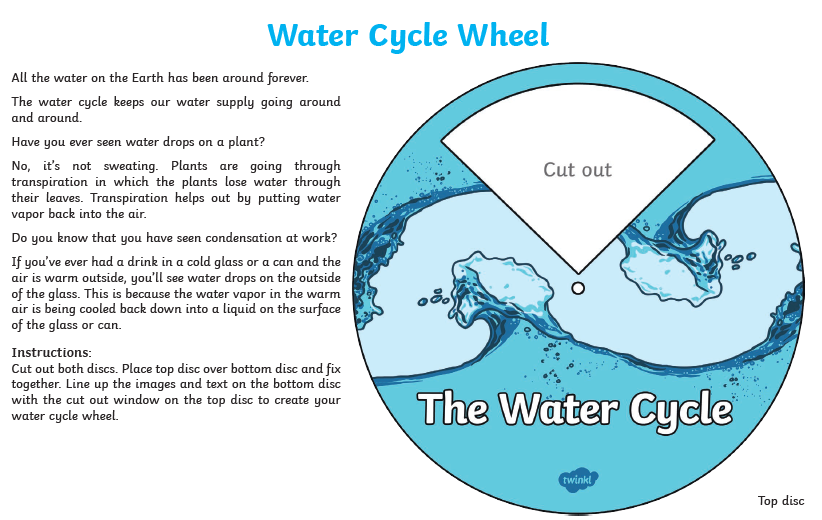 Water Cycle Wheel
All the water on the Earth has been around forever.
The water cycle keeps our water supply going around
and around.
Have you ever seen water drops on a plant?
No, it's not sweating. Plants are going through
transpiration in which the plants lose water through
their leaves. Transpiration helps out by putting water
vapor back into the air.
Do you know that you have seen condensation at work?
If you've ever had a drink in a cold glass or a can and the
air is warm outside, you'll see water drops on the outside
of the glass. This is because the water vapor in the warm
air is being cooled back down into a liquid on the surface
of the glass or can.
Instructions:
Cut out both discs. Place top disc over bottom disc and fix
together. Line up the images and text on the bottom disc
with the cut out window on the top disc to create your
water cycle wheel.
Cut out
The Water Cycle
twinkl
Top disc